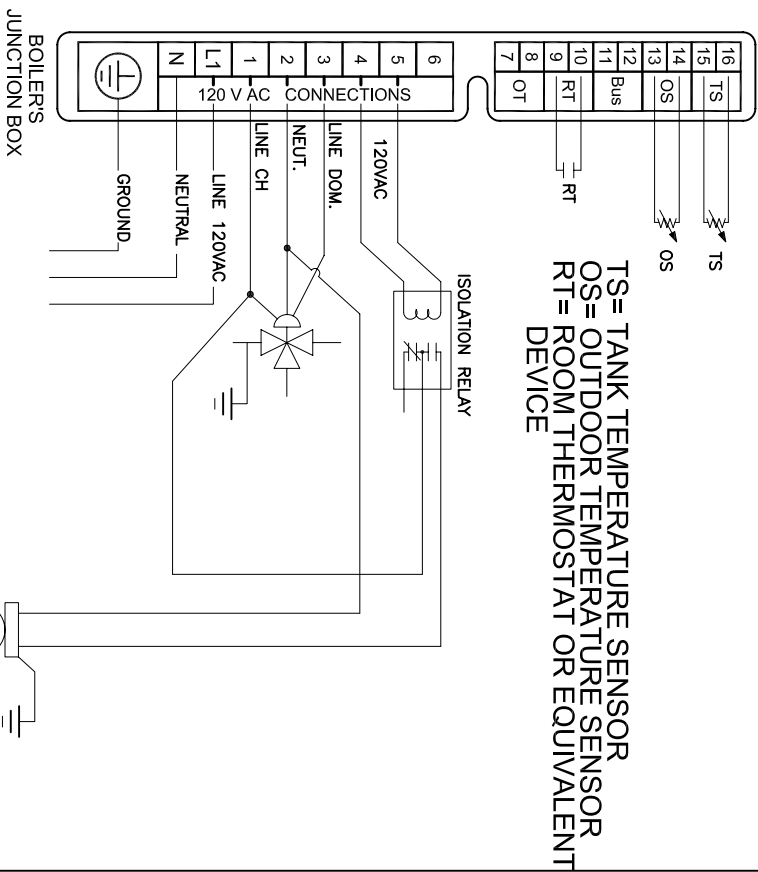 TS= TANK TEMPERATURE SENSOR
OS= OUTDOOR TEMPERATURE SENSOR
RT= ROOM THERMOSTAT OR EQUIVALENT
DEVICE
16
15
14
13
12
11
10
9
8
7
TS
OS
Bus
RT
OT
TS
OS
RT
6
5
4
3
2
1
L1
N
120 V AC CONNECTIONS
ISOLATION RELAY
120VAC
LINE DOM.
NEUT.
LINE CH
LINE 120VAC
NEUTRAL
GROUND
BOILER'S
JUNCTION BOX